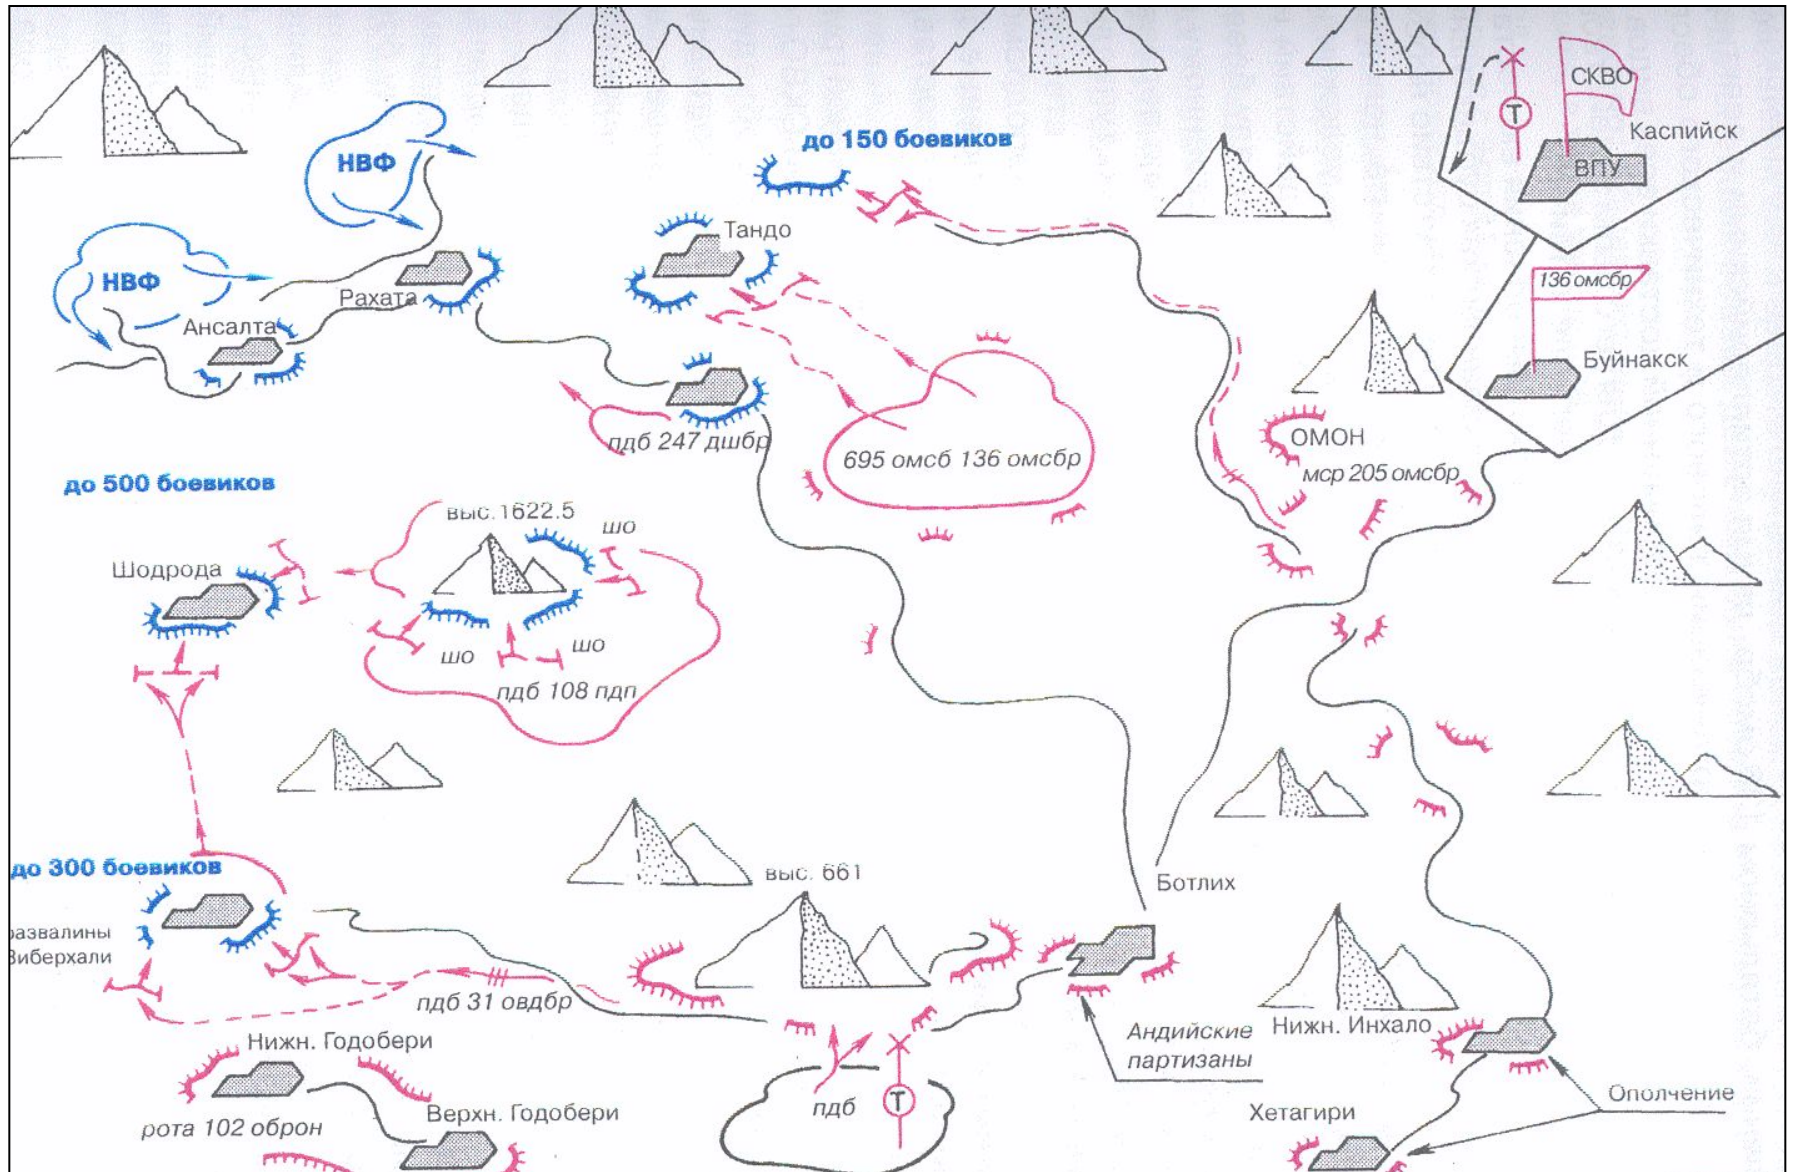 СКВО
Т
Каспийск
ВПУ
до 150 боевиков
НВФ
Тандо
НВФ
136 омсбр
Рахата
Ансалта
Буйнакск
пдб 247 дшбр
ОМОН
695 омсб 136 омсбр
мср 205 омсбр
до 500 боевиков
выс. 1622.5
шо
Шодрода
шо
шо
пдб 108 пдп
до 300 боевиков
выс. 661
Ботлих
развалины
Зиберхали
пдб 31 овдбр
Андийские
партизаны
Нижн. Инхало
Нижн. Годобери
Ополчение
пдб
Т
Верхн. Годобери
Хетагири
рота 102 оброн